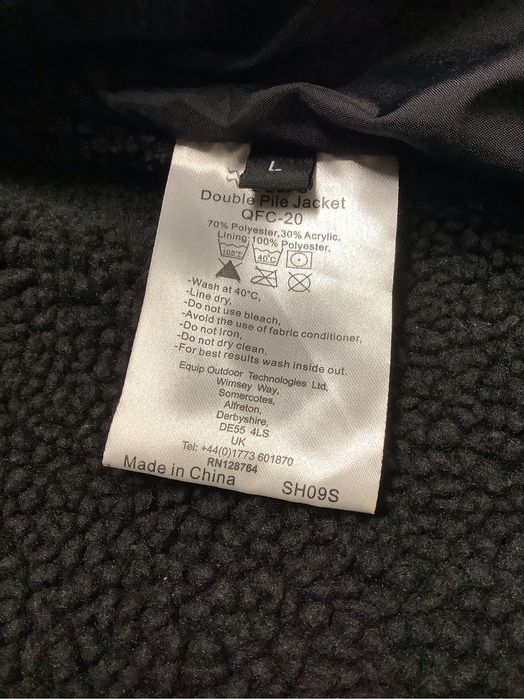 L
Double Pile Jacket
QFC-20
70% Polyester,30% Acrylic,
Lining:100% Polyester.
105°F 40°C
-Wash at 40°C,
-Line dry,
-Do not use bleach,
-Avoid the use of fabric conditioner,
-Do not iron,
-Do not dry clean,
-For best results wash inside out.
Equip Outdoor Technologies Ltd,
Wimsey Way,
Somercotes,
Alfreton,
Derbyshire,
DE55 4LS
UK
Tel: +44(0)1773 601870
RN128764
Made in China
SH09S